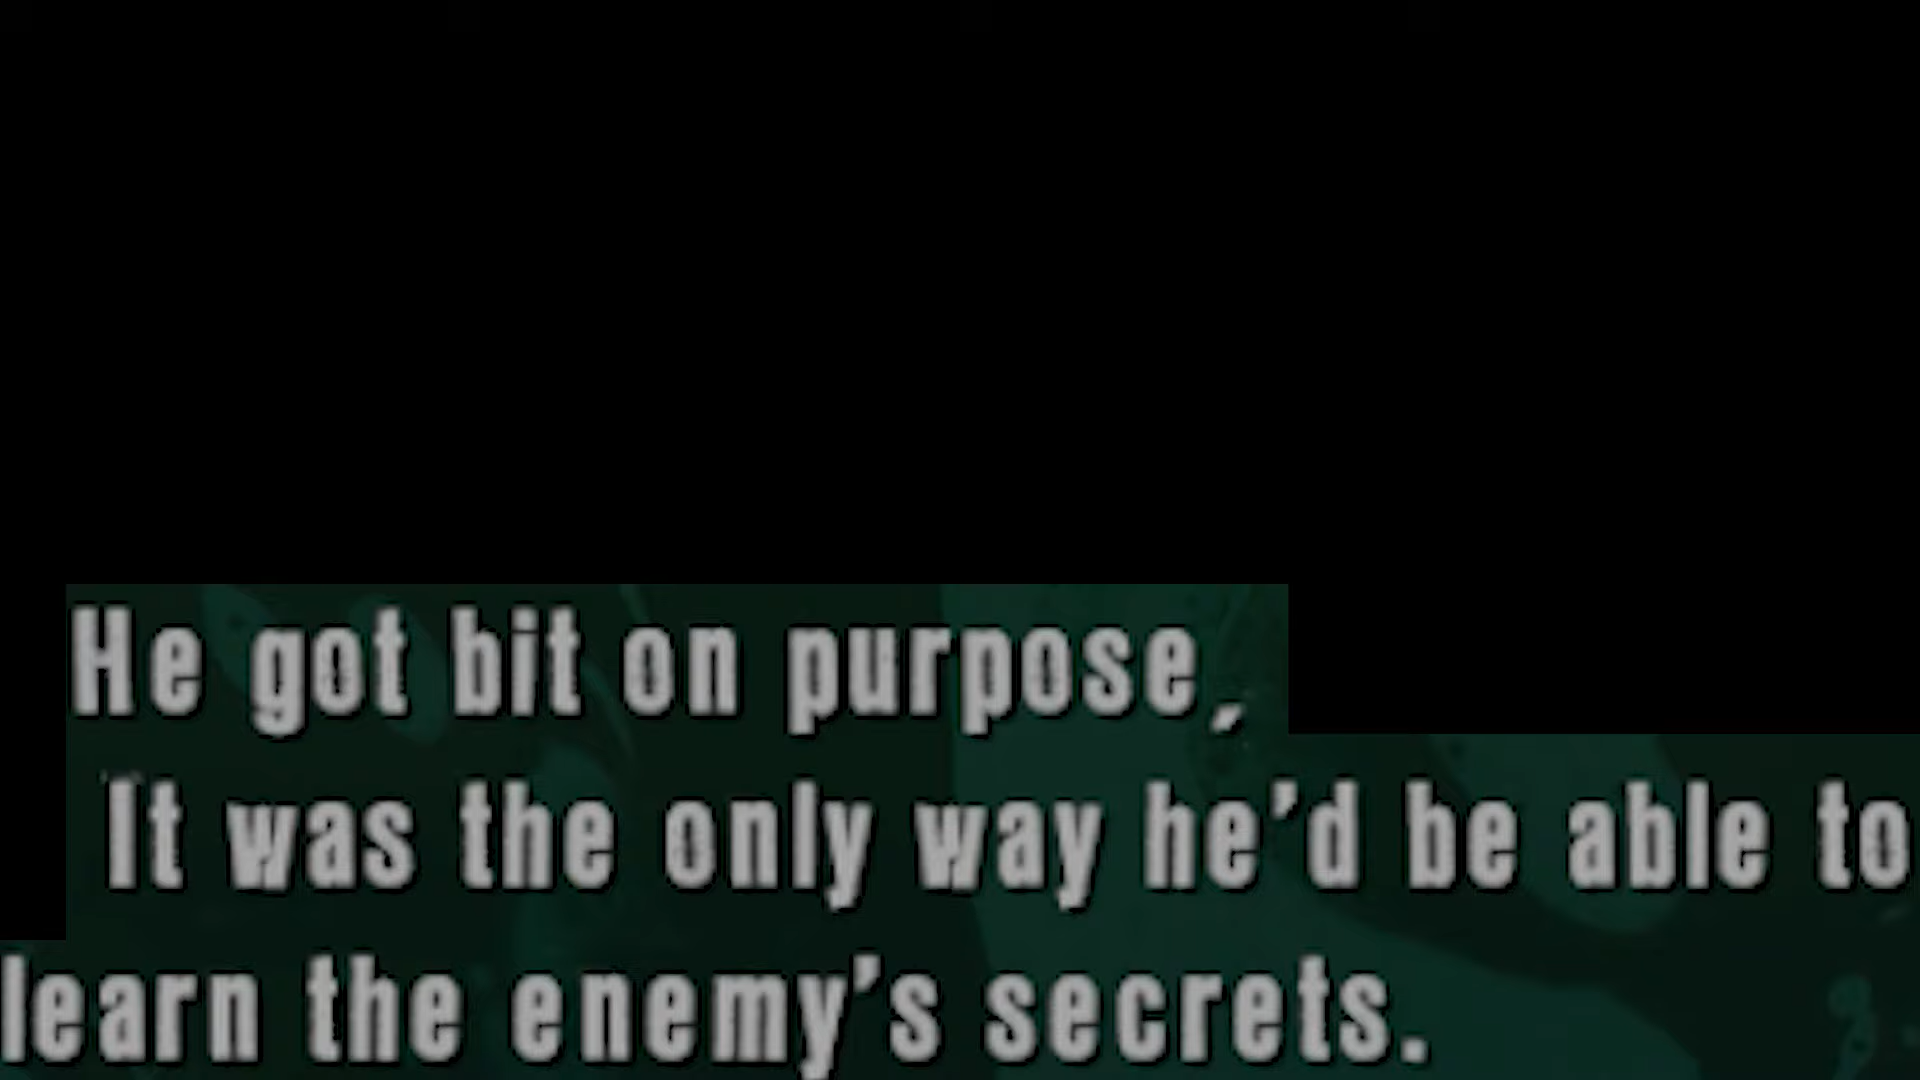 He got bit on purpose,
It was the only way he’d be able to
learn the enemy’s secrets.